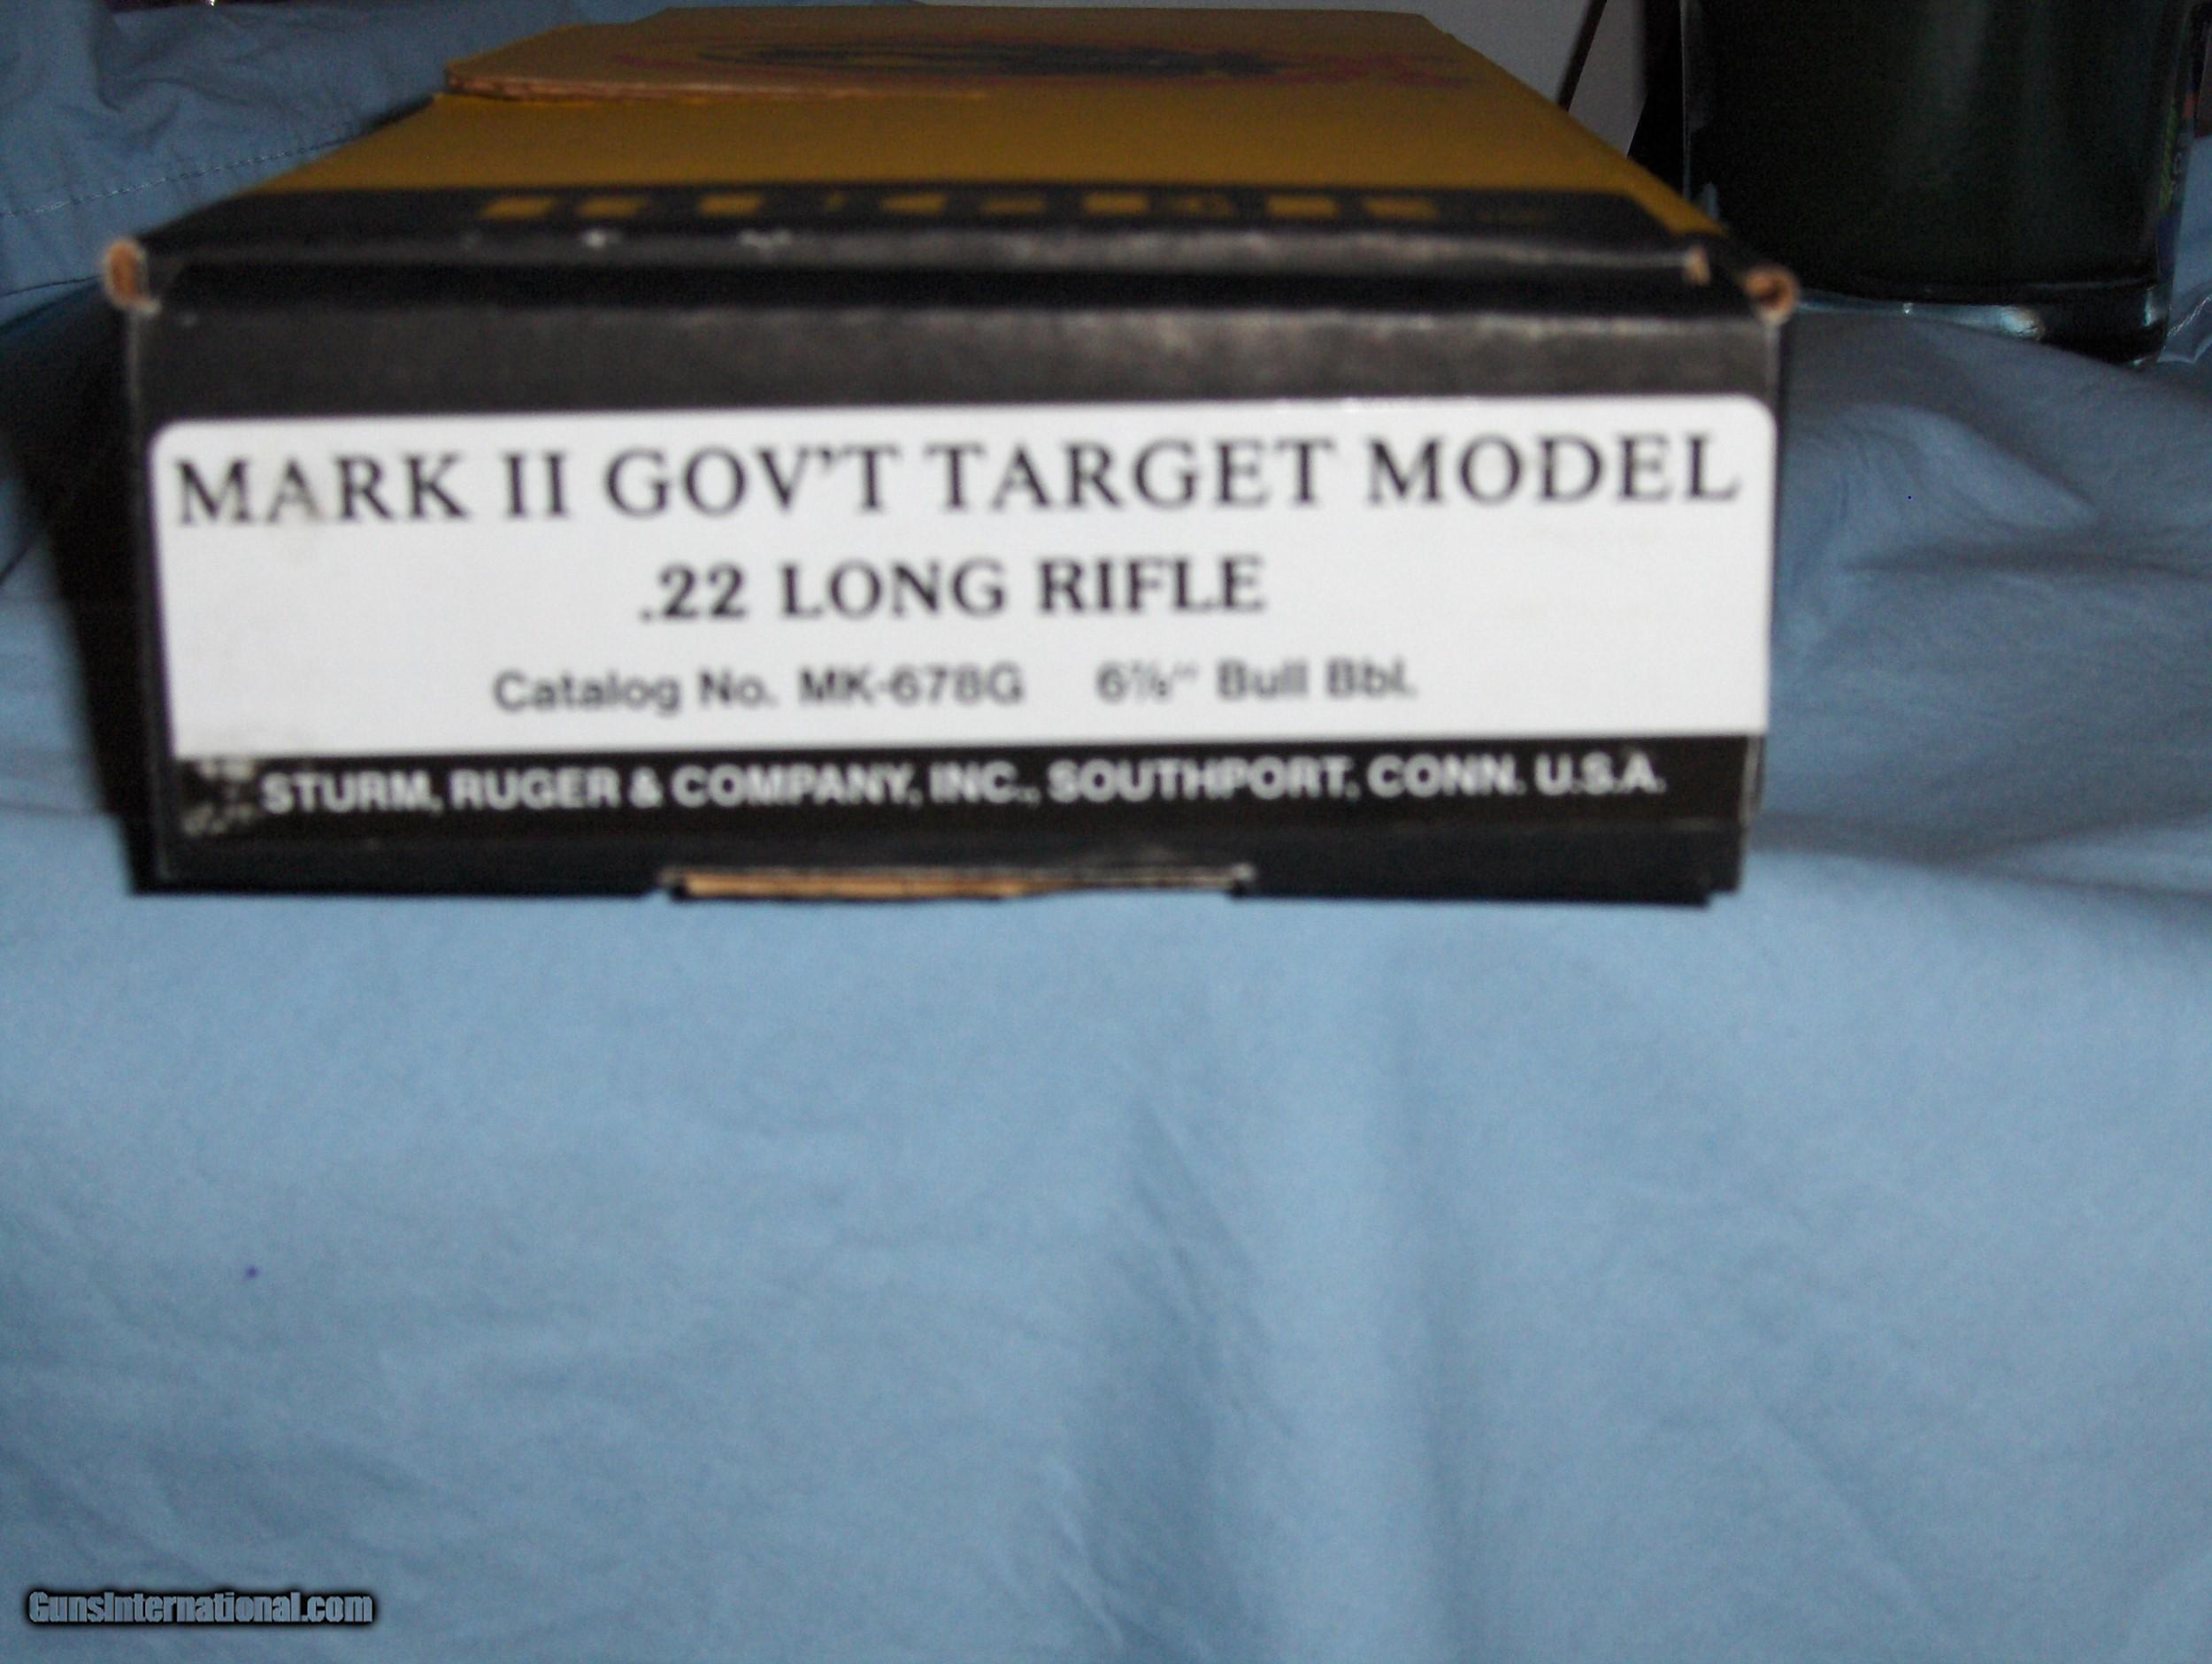 MARK II GOV'T TARGET MODEL
.22 LONG RIFLE
Catalog No. MK-678G 6⅞" Bull Bbl.
STURM, RUGER & COMPANY, INC., SOUTHPORT, CONN. U.S.A.
GunsInternational.com